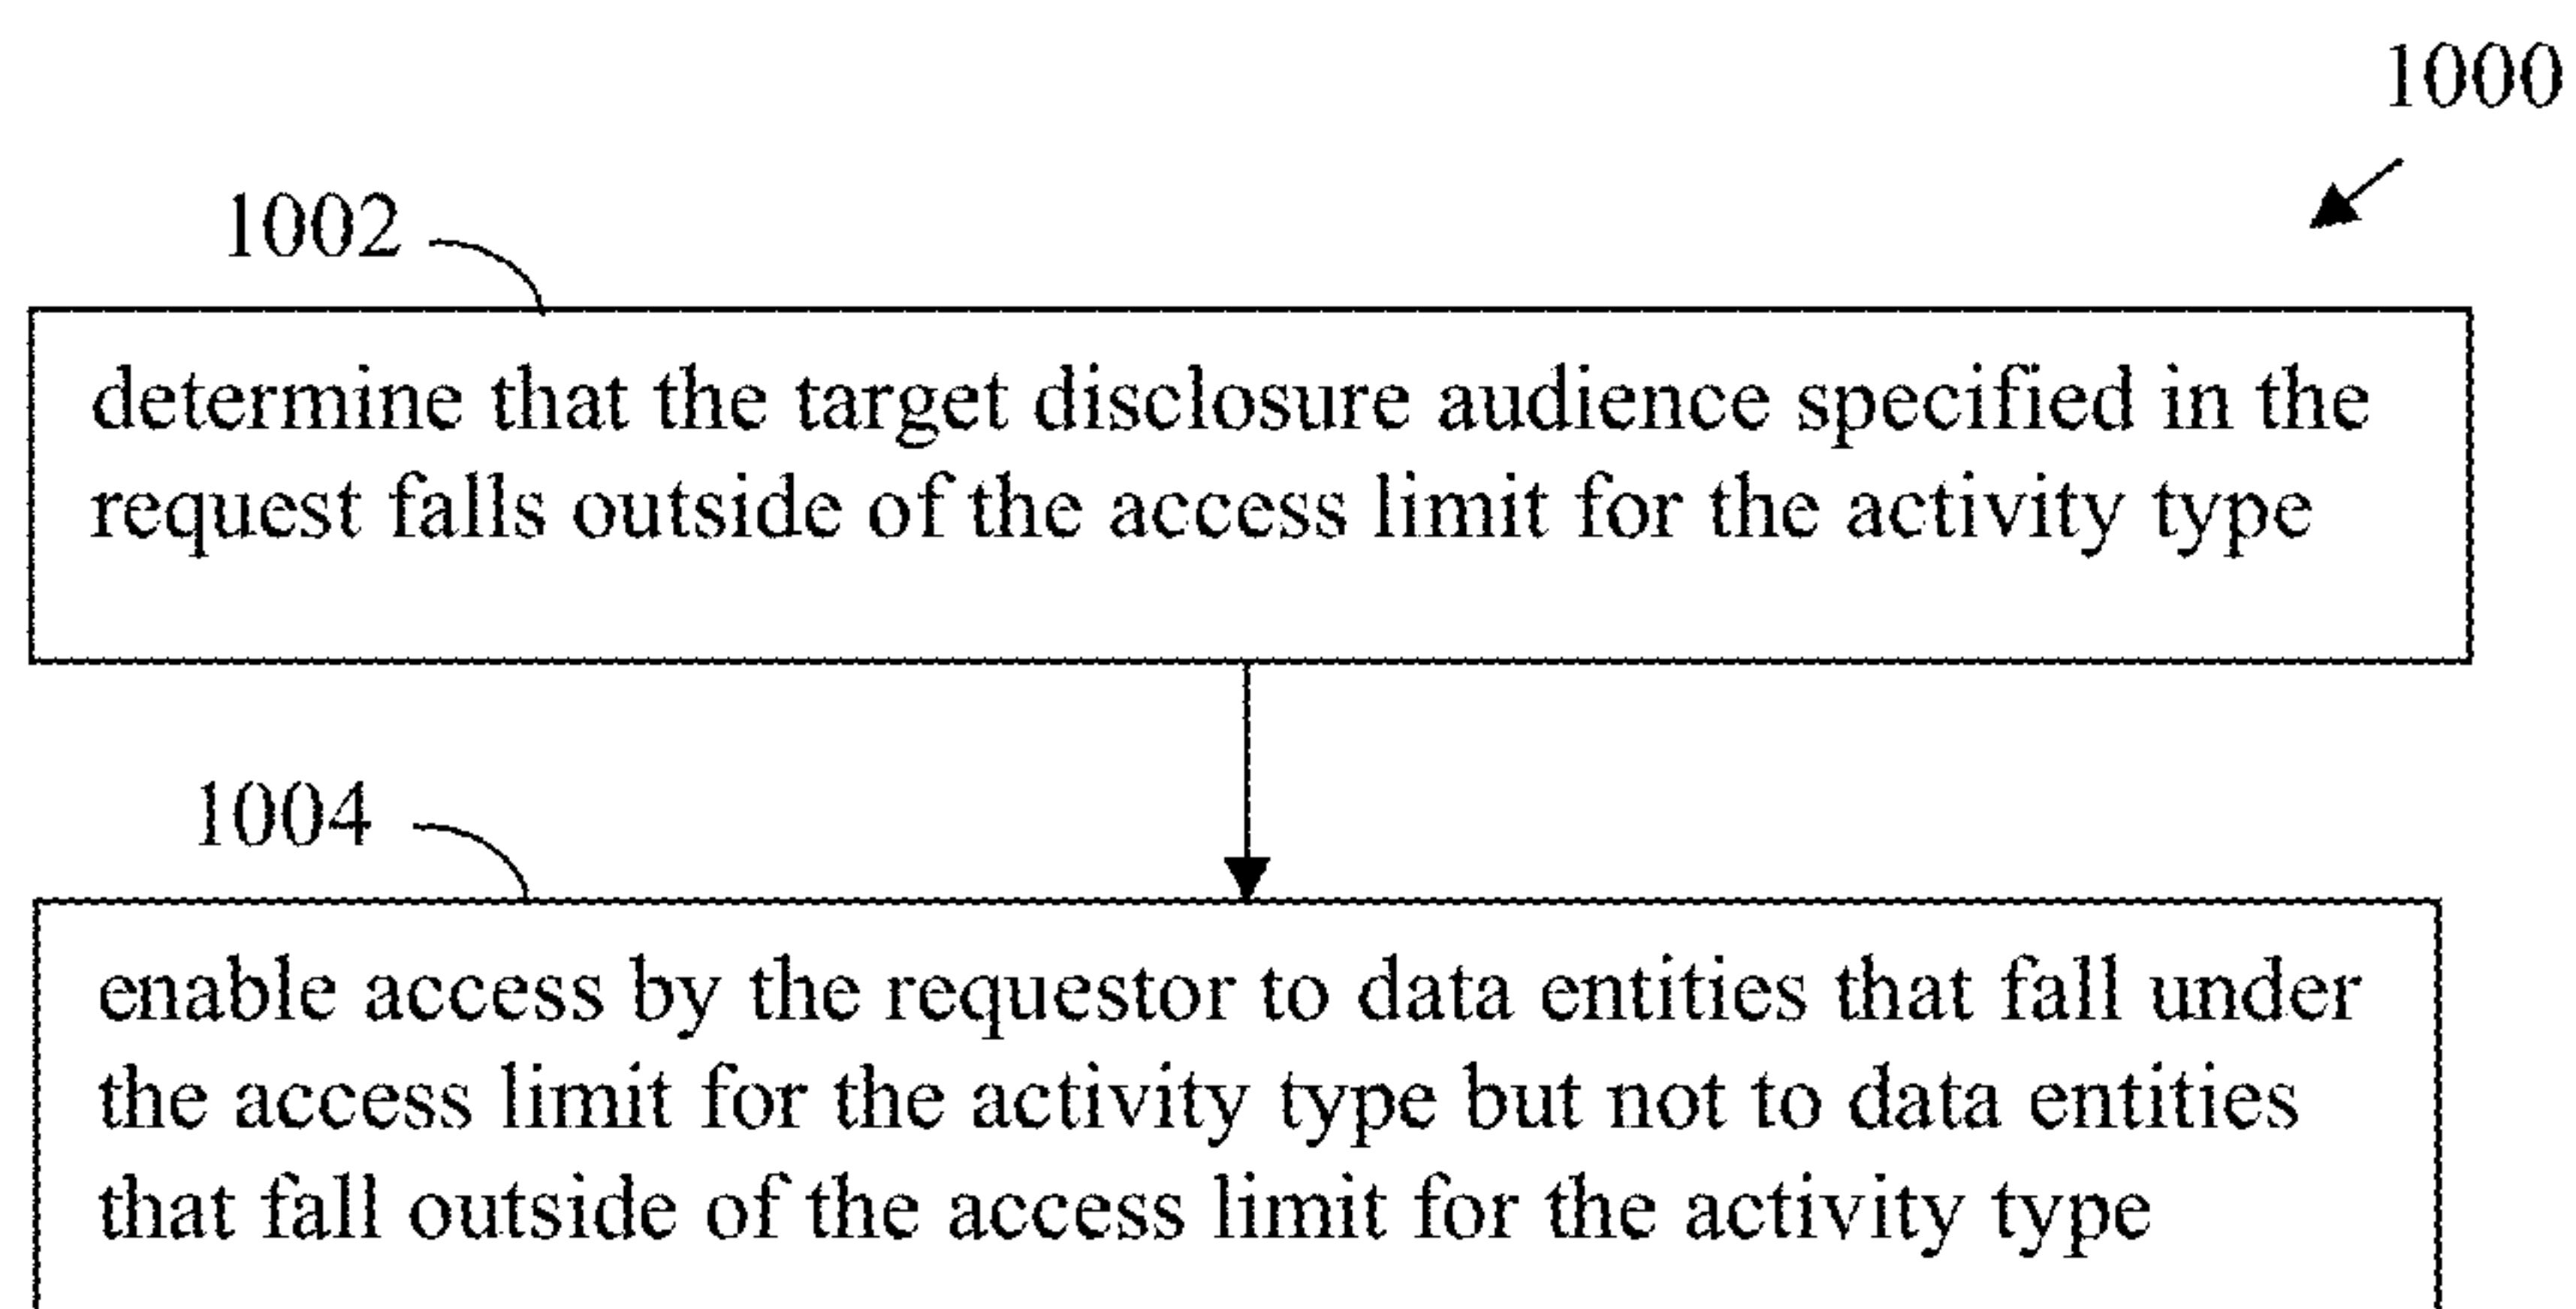 1000
1002
determine that the target disclosure audience specified in the
request falls outside of the access limit for the activity type
1004
enable access by the requestor to data entities that fall under
the access limit for the activity type but not to data entities
that fall outside of the access limit for the activity type